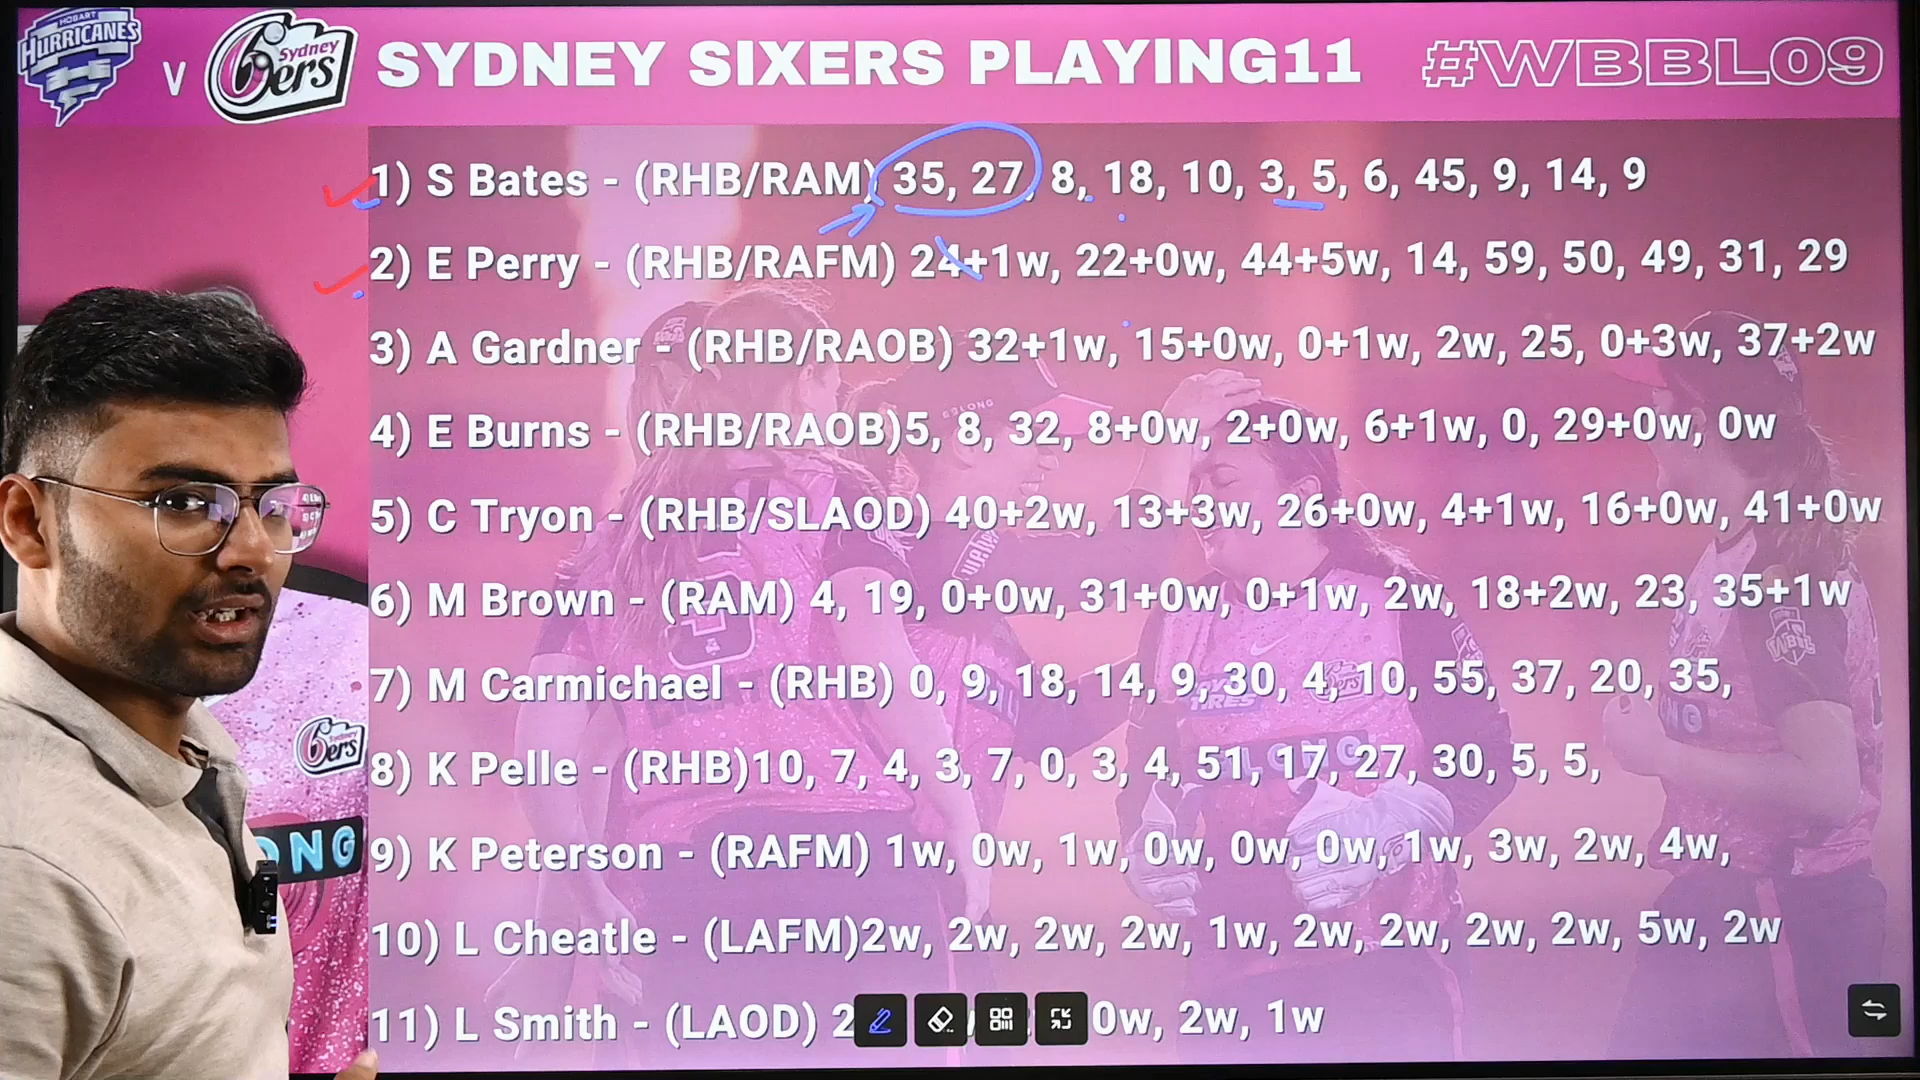 HOBART
HURRICANES
V
Sydney
6ers
SYDNEY SIXERS PLAYING11
#WBBL09
1) S Bates - (RHB/RAM) 35, 27, 8, 18, 10, 3, 5, 6, 45, 9, 14, 9
2) E Perry - (RHB/RAFM) 24+1w, 22+0w, 44+5w, 14, 59, 50, 49, 31, 29
3) A Gardner - (RHB/RAOB) 32+1w, 15+0w, 0+1w, 2w, 25, 0+3w, 37+2w
4) E Burns - (RHB/RAOB)5, 8, 32, 8+0w, 2+0w, 6+1w, 0, 29+0w, 0w
5) C Tryon - (RHB/SLAOD) 40+2w, 13+3w, 26+0w, 4+1w, 16+0w, 41+0w
6) M Brown - (RAM) 4, 19, 0+0w, 31+0w, 0+1w, 2w, 18+2w, 23, 35+1w
7) M Carmichael - (RHB) 0, 9, 18, 14, 9, 30, 4, 10, 55, 37, 20, 35,
8) K Pelle - (RHB)10, 7, 4, 3, 7, 0, 3, 4, 51, 17, 27, 30, 5, 5,
9) K Peterson - (RAFM) 1w, 0w, 1w, 0w, 0w, 0w, 1w, 3w, 2w, 4w,
10) L Cheatle - (LAFM)2w, 2w, 2w, 2w, 1w, 2w, 2w, 2w, 2w, 5w, 2w
11) L Smith - (LAOD) 2 0w, 2w, 1w
Sydney
6ers
ONG